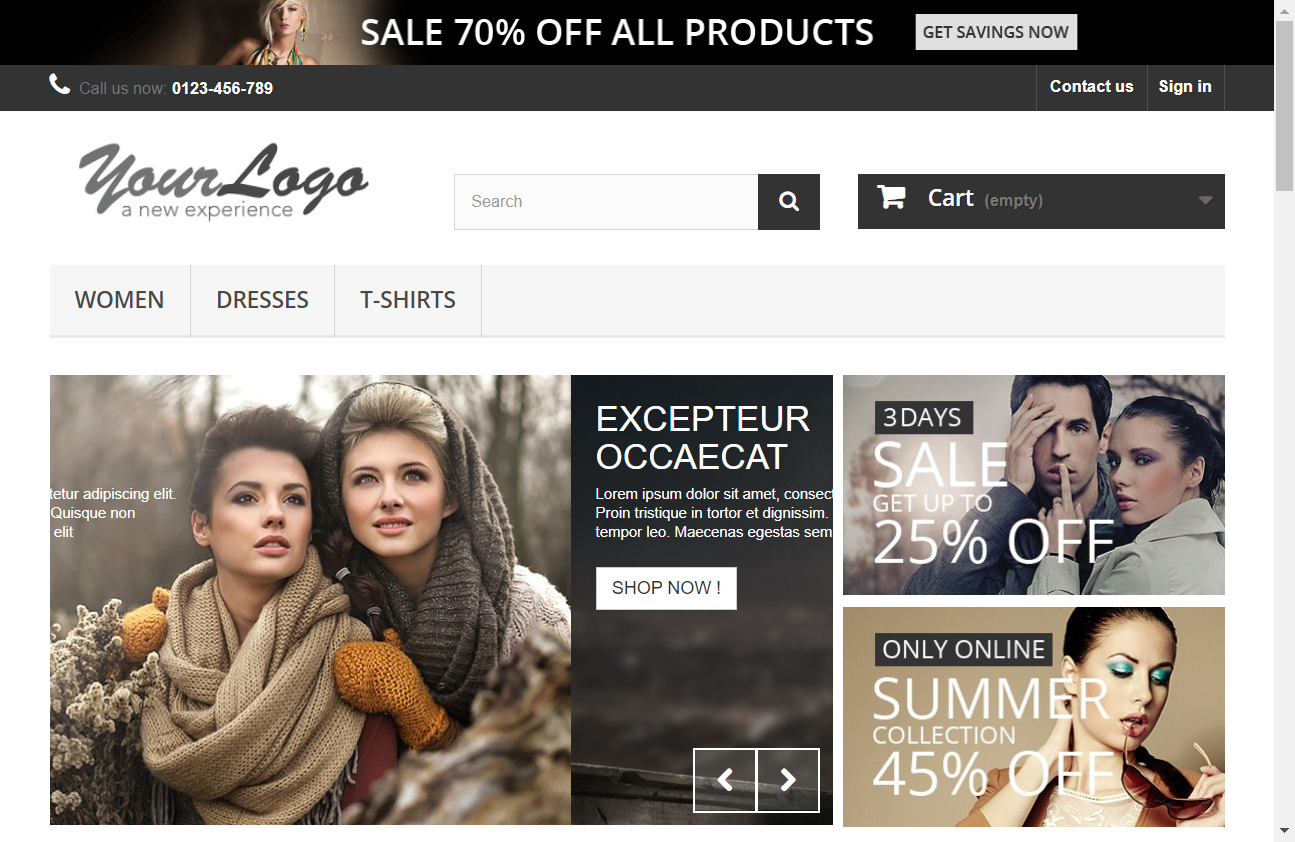 SALE 70% OFF ALL PRODUCTS GET SAVINGS NOW
Call us now: 0123-456-789 Contact us Sign in
YourLogo
a new experience
Search
Cart (empty)
WOMEN DRESSES T-SHIRTS
tetur adipiscing elit.
Quisque non
elit
EXCEPTEUR
OCCAECAT
Lorem ipsum dolor sit amet, consect
Proin tristique in tortor et dignissim.
tempor leo. Maecenas egestas sem
SHOP NOW !
3 DAYS
SALE
GET UP TO
25% OFF
ONLY ONLINE
SUMMER
COLLECTION
45% OFF